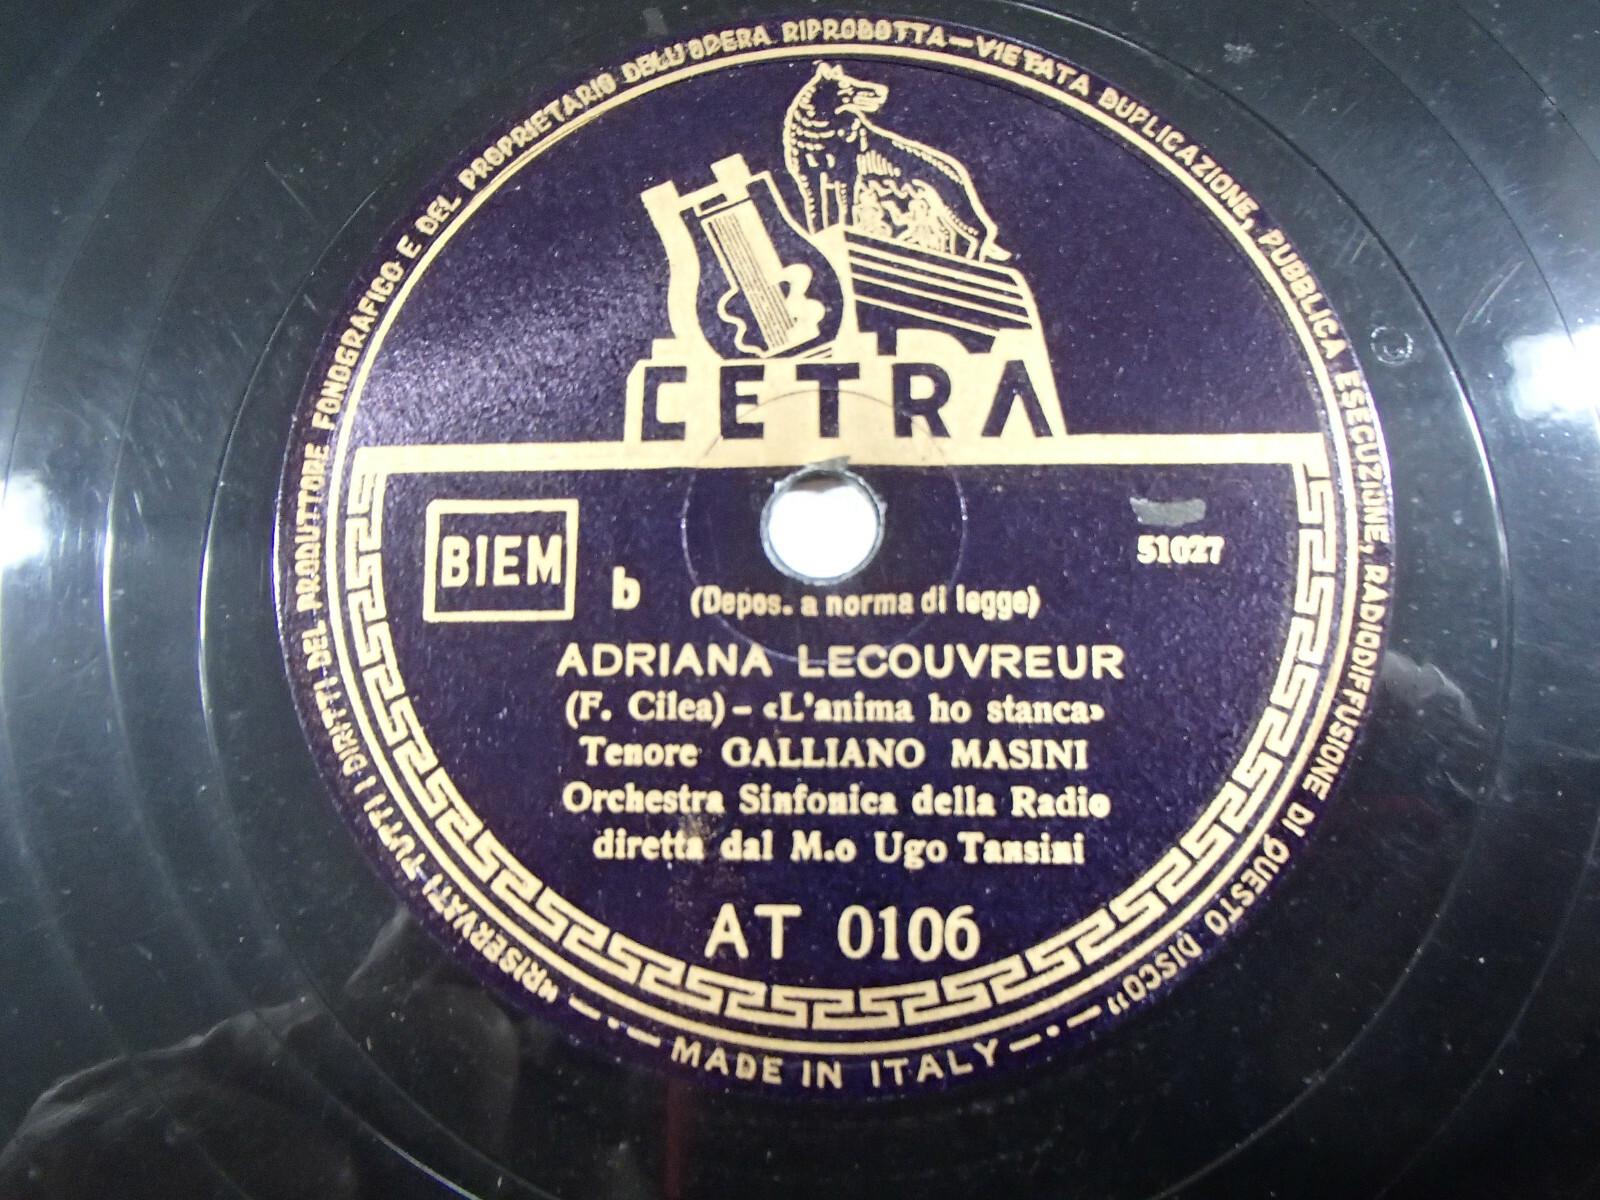 «RISERVATI TUTTI I DIRITTI DEL PRODUTTORE FONOGRAFICO E DEL PROPRIETARIO DELL'OPERA RIPRODOTTA—VIETATA DUPLICAZIONE, PUBBLICA ESECUZIONE, RADIODIFFUSIONE DI QUESTO DISCO»
CETRA
BIEM
51027
b (Depos. a norma di legge)
ADRIANA LECOUVREUR
(F. Cilea) - «L'anima ho stanca»
Tenore GALLIANO MASINI
Orchestra Sinfonica della Radio
diretta dal M.o Ugo Tansini
AT 0106
MADE IN ITALY